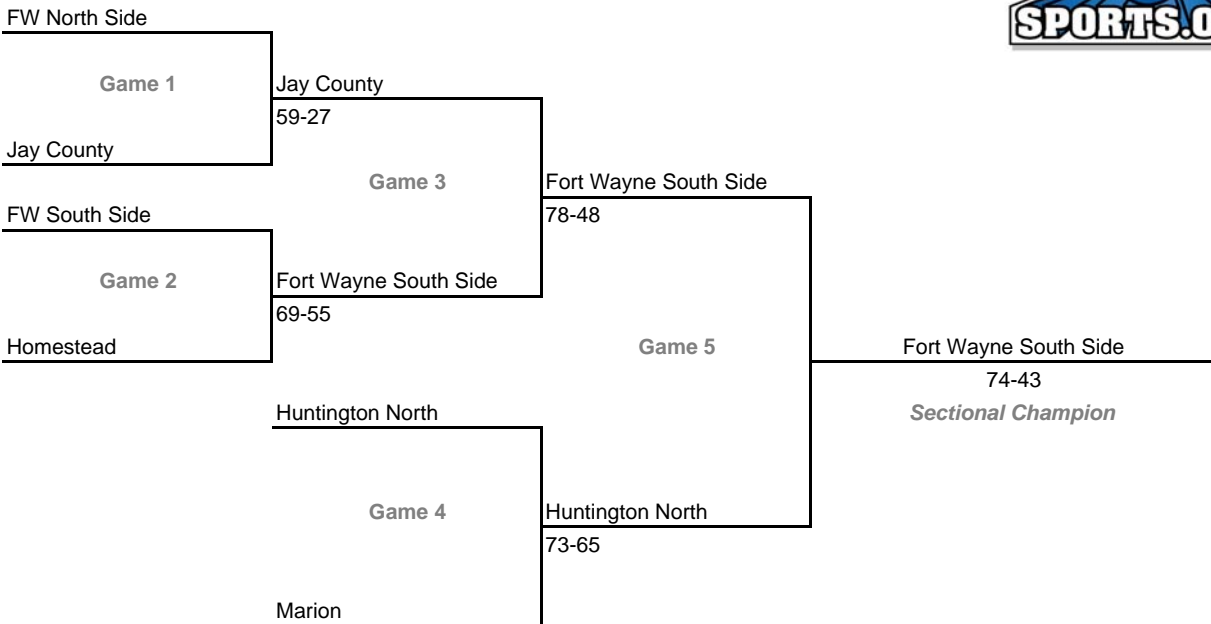 FW North Side
SPORTS.O
Game 1
Jay County
59-27
Jay County
Game 3
Fort Wayne South Side
FW South Side
78-48
Game 2
Fort Wayne South Side
69-55
Homestead
Game 5
Fort Wayne South Side
74-43
Huntington North
Sectional Champion
Game 4
Huntington North
73-65
Marion